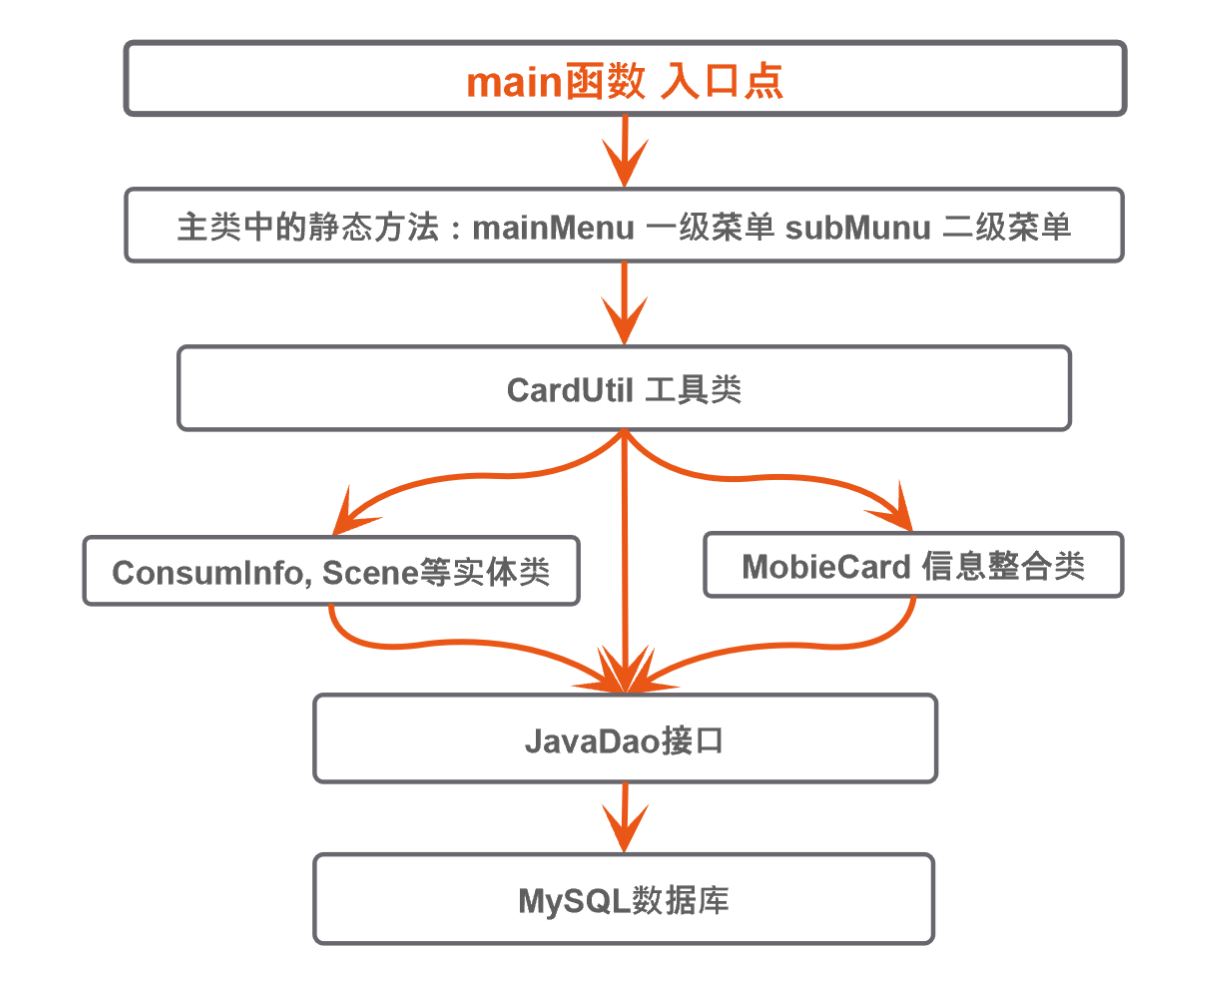 main函数 入口点
主类中的静态方法：mainMenu 一级菜单 subMunu 二级菜单
CardUtil 工具类
ConsumInfo, Scene等实体类
MobieCard 信息整合类
JavaDao接口
MySQL数据库